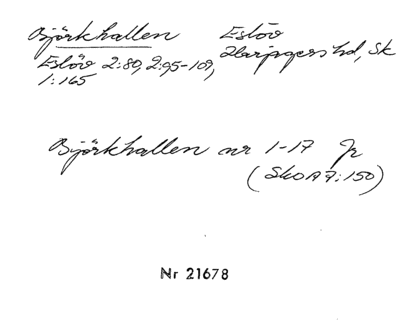 Björkhallen Eslöv
Eslöv 2:80, 2:95-109, Harjagers hd, Sk
1:165
Björkhallen nr 1-17 Jr
(SkOA 7:150)
Nr 21678